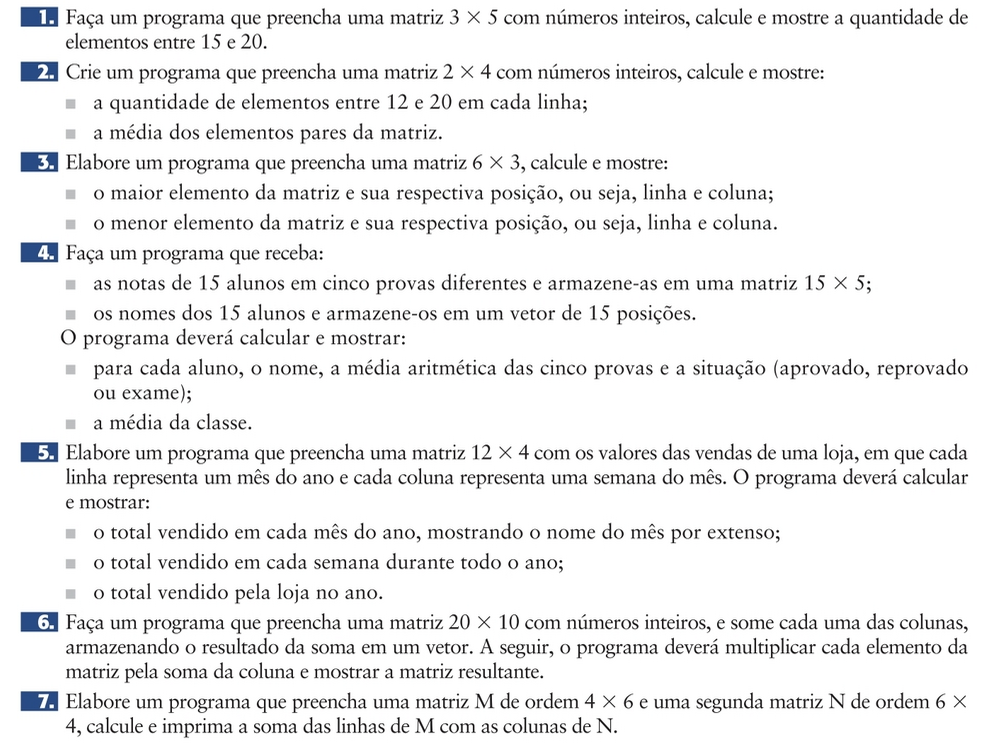 1. Faça um programa que preencha uma matriz 3 × 5 com números inteiros, calcule e mostre a quantidade de
elementos entre 15 e 20.
2. Crie um programa que preencha uma matriz 2 × 4 com números inteiros, calcule e mostre:
■ a quantidade de elementos entre 12 e 20 em cada linha;
■ a média dos elementos pares da matriz.
3. Elabore um programa que preencha uma matriz 6 × 3, calcule e mostre:
■ o maior elemento da matriz e sua respectiva posição, ou seja, linha e coluna;
■ o menor elemento da matriz e sua respectiva posição, ou seja, linha e coluna.
4. Faça um programa que receba:
■ as notas de 15 alunos em cinco provas diferentes e armazene-as em uma matriz 15 × 5;
■ os nomes dos 15 alunos e armazene-os em um vetor de 15 posições.
O programa deverá calcular e mostrar:
■ para cada aluno, o nome, a média aritmética das cinco provas e a situação (aprovado, reprovado
ou exame);
■ a média da classe.
5. Elabore um programa que preencha uma matriz 12 × 4 com os valores das vendas de uma loja, em que cada
linha representa um mês do ano e cada coluna representa uma semana do mês. O programa deverá calcular
e mostrar:
■ o total vendido em cada mês do ano, mostrando o nome do mês por extenso;
■ o total vendido em cada semana durante todo o ano;
■ o total vendido pela loja no ano.
6. Faça um programa que preencha uma matriz 20 × 10 com números inteiros, e some cada uma das colunas,
armazenando o resultado da soma em um vetor. A seguir, o programa deverá multiplicar cada elemento da
matriz pela soma da coluna e mostrar a matriz resultante.
7. Elabore um programa que preencha uma matriz M de ordem 4 × 6 e uma segunda matriz N de ordem 6 ×
4, calcule e imprima a soma das linhas de M com as colunas de N.